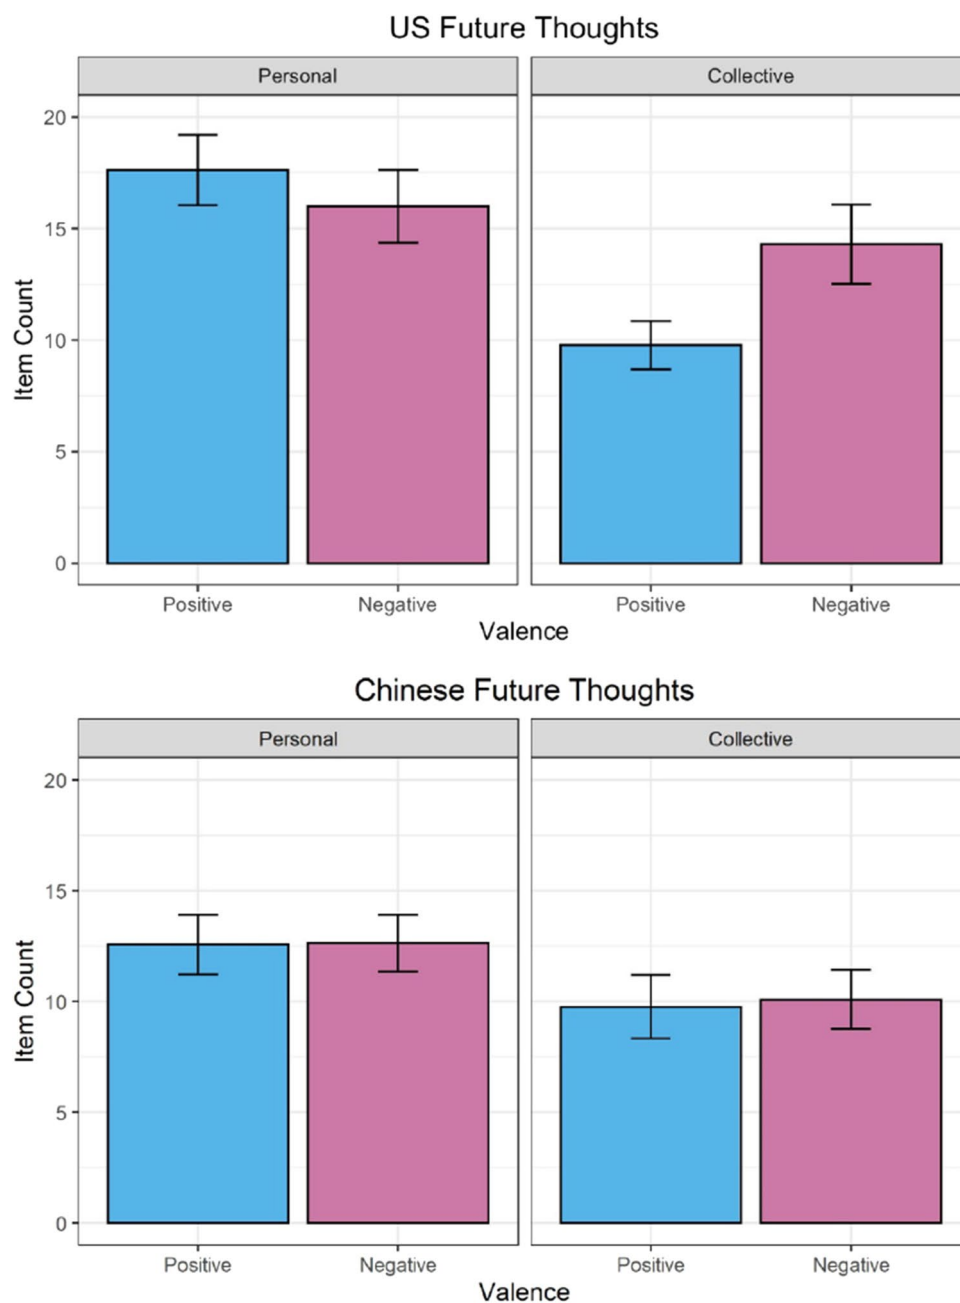 US Future Thoughts
Personal Collective
20
15
10
5
0
Item Count
Positive Negative Positive Negative
Valence
Chinese Future Thoughts
Personal Collective
20
15
10
5
0
Item Count
Positive Negative Positive Negative
Valence